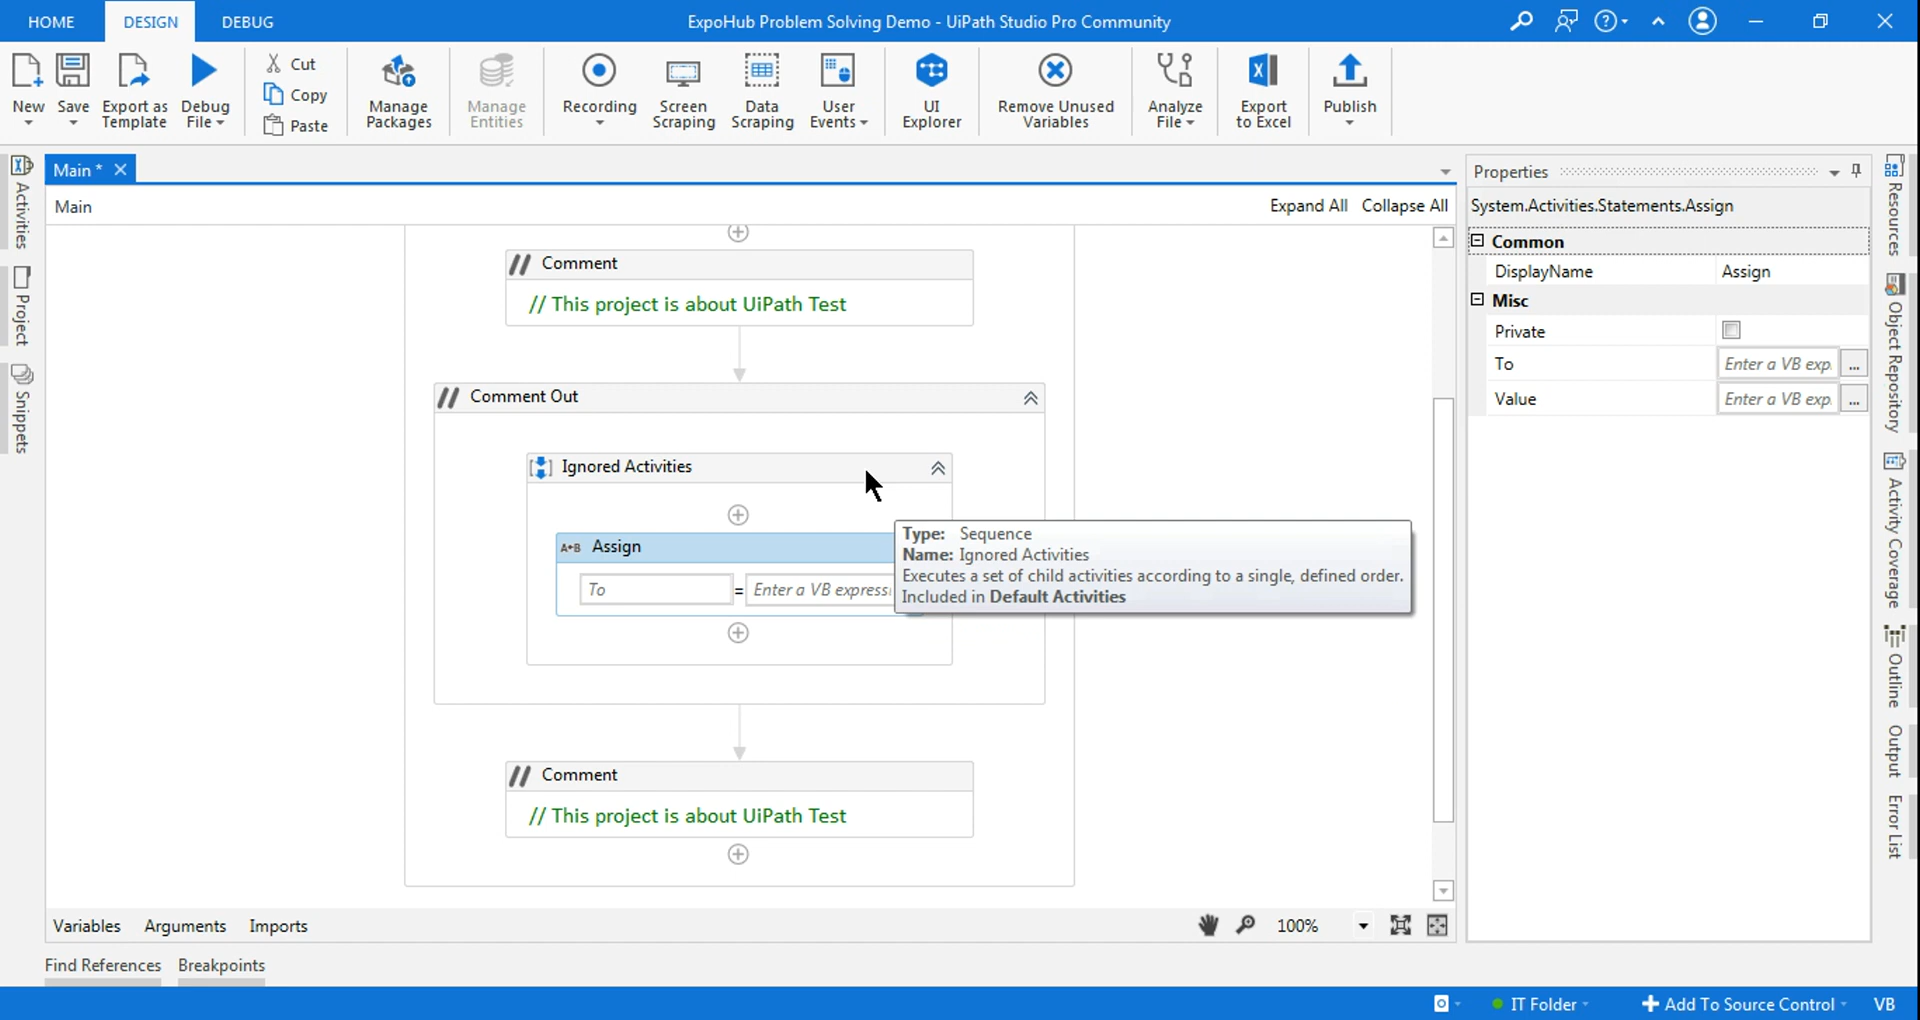 HOME DESIGN DEBUG ExpoHub Problem Solving Demo - UiPath Studio Pro Community
New Save Export as Template Debug File Cut Copy Paste Manage Packages Manage Entities Recording Screen Scraping Data Scraping User Events UI Explorer Remove Unused Variables Analyze File Export to Excel Publish
Main *
Main Expand All Collapse All
Activities
Project
Snippets
Comment
// This project is about UiPath Test
Comment Out
Ignored Activities
A+B Assign
To = Enter a VB expressi
Type: Sequence
Name: Ignored Activities
Executes a set of child activities according to a single, defined order.
Included in Default Activities
Comment
// This project is about UiPath Test
Properties
System.Activities.Statements.Assign
Common
DisplayName Assign
Misc
Private
To Enter a VB exp. ...
Value Enter a VB exp. ...
Resources
Object Repository
Activity Coverage
Outline
Output
Error List
Variables Arguments Imports 100%
Find References Breakpoints
IT Folder Add To Source Control VB